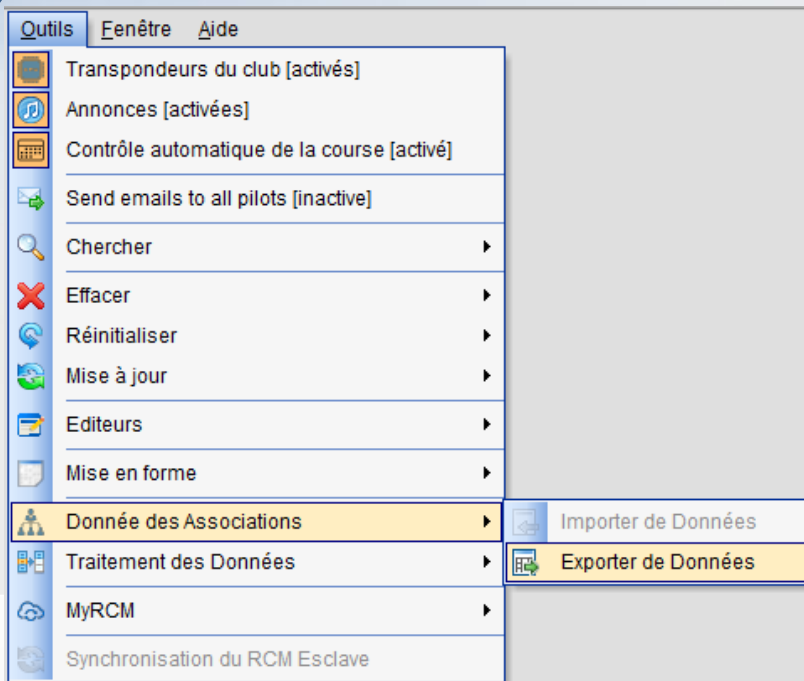 Outils Fenêtre Aide
Transpondeurs du club [activés]
Annonces [activées]
Contrôle automatique de la course [activé]
Send emails to all pilots [inactive]
Chercher
Effacer
Réinitialiser
Mise à jour
Editeurs
Mise en forme
Donnée des Associations
Importer de Données
Traitement des Données
Exporter de Données
MyRCM
Synchronisation du RCM Esclave